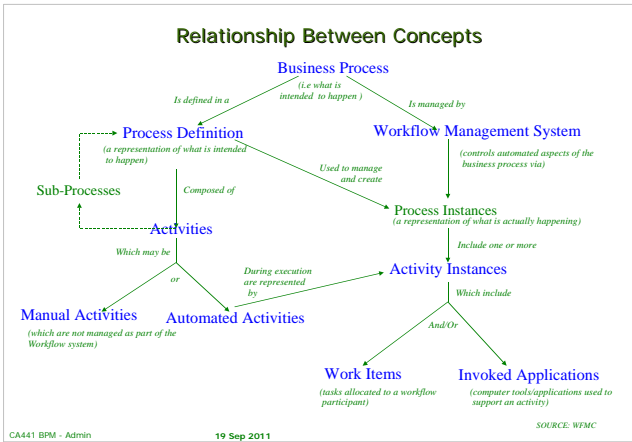 Relationship Between Concepts
Business Process
(i.e what is
intended to happen )
Is defined in a
Is managed by
Process Definition
(a representation of what is intended
to happen)
Workflow Management System
(controlls automated aspects of the
business process via)
Used to manage
and create
Sub-Processes
Composed of
Process Instances
(a representation of what is actually happening)
Activities
Include one or more
Which may be
or
During execution
are represented
by
Activity Instances
Which include
Manual Activities
(which are not managed as part of the
Workflow system)
Automated Activities
And/Or
Work Items
(tasks allocated to a workflow
participant)
Invoked Applications
(computer tools/applications used to
support an activity)
SOURCE: WFMC
CA441 BPM - Admin
19 Sep 2011